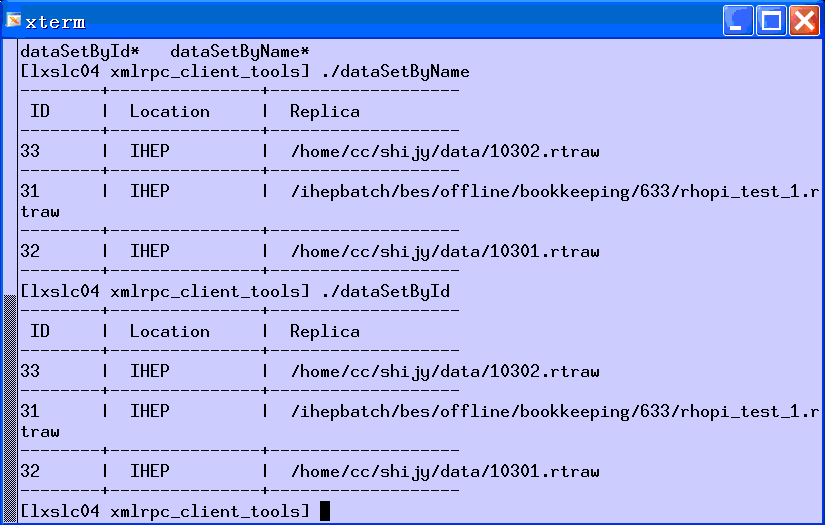 xterm
dataSetById*   dataSetByName*
[lxslc04 xmlrpc_client_tools] ./dataSetByName
--------+---------------+-------------------
 ID     |  Location     |  Replica
--------+---------------+-------------------
33      |  IHEP         |  /home/cc/shijy/data/10302.rtraw
--------+---------------+-------------------
31      |  IHEP         |  /ihepbatch/bes/offline/bookkeeping/633/rhopi_test_1.r
traw
--------+---------------+-------------------
32      |  IHEP         |  /home/cc/shijy/data/10301.rtraw
--------+---------------+-------------------
[lxslc04 xmlrpc_client_tools] ./dataSetById
--------+---------------+-------------------
 ID     |  Location     |  Replica
--------+---------------+-------------------
33      |  IHEP         |  /home/cc/shijy/data/10302.rtraw
--------+---------------+-------------------
31      |  IHEP         |  /ihepbatch/bes/offline/bookkeeping/633/rhopi_test_1.r
traw
--------+---------------+-------------------
32      |  IHEP         |  /home/cc/shijy/data/10301.rtraw
--------+---------------+-------------------
[lxslc04 xmlrpc_client_tools]